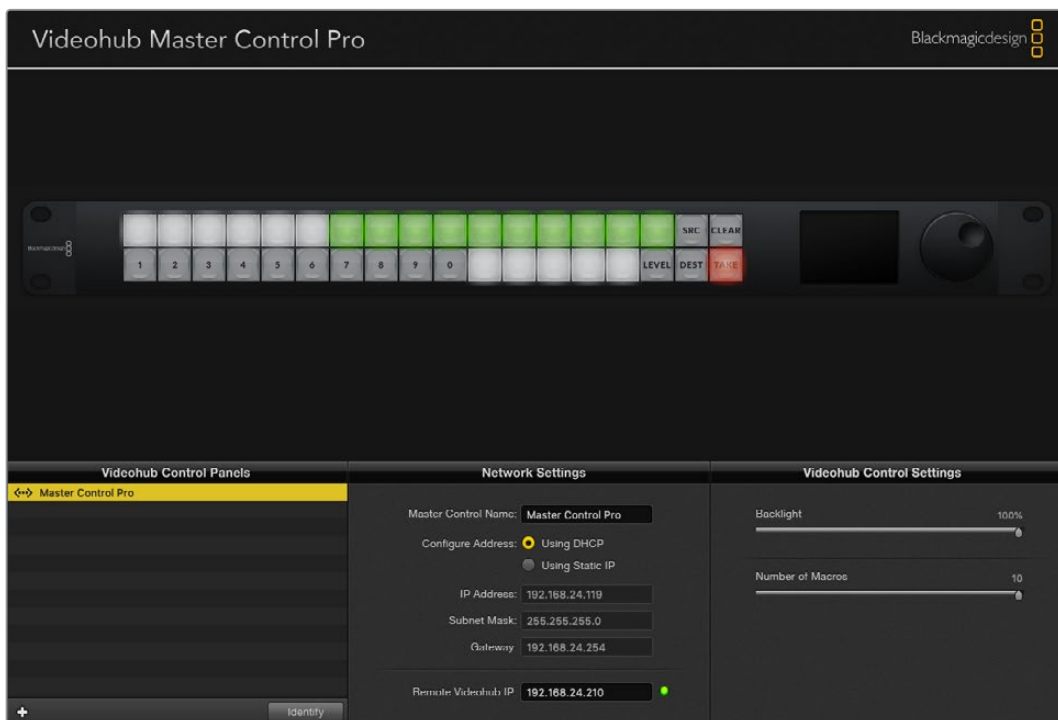 Videohub Master Control Pro
Blackmagicdesign
Blackmagicdesign
SRC CLEAR
1 2 3 4 5 6 7 8 9 0 LEVEL DEST TAKE
Videohub Control Panels
Master Control Pro
Identify
Network Settings
Master Control Name: Master Control Pro
Configure Address: Using DHCP
Using Static IP
IP Address: 192.168.24.119
Subnet Mask: 255.255.255.0
Gateway 192.168.24.254
Remote Videohub IP 192.168.24.210
Videohub Control Settings
Backlight 100%
Number of Macros 10